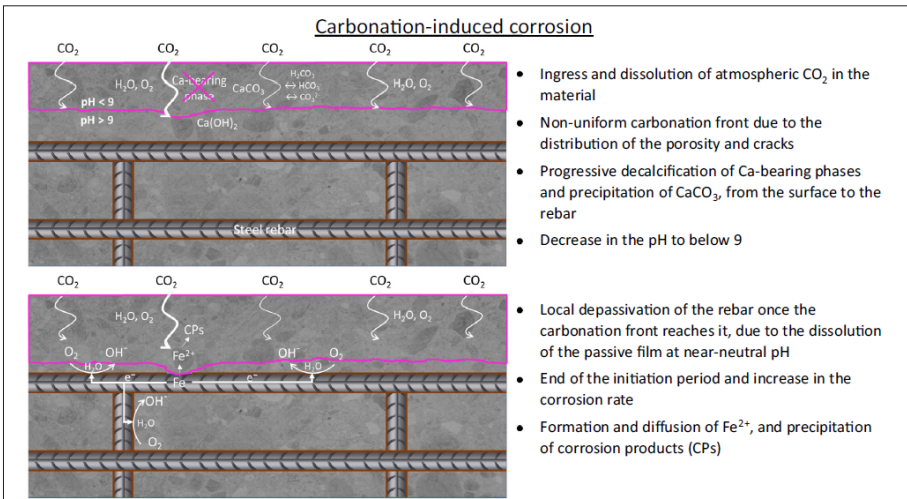 Carbonation-induced corrosion
CO₂ CO₂ CO₂ CO₂ CO₂
H₂O, O₂
Ca-bearing
phase
CaCO₃
H₂CO₃
⇔ HCO₃⁻
⇔ CO₃²⁻
H₂O, O₂
pH < 9
pH > 9
Ca(OH)₂
Steel rebar
• Ingress and dissolution of atmospheric CO₂ in the
material
• Non-uniform carbonation front due to the
distribution of the porosity and cracks
• Progressive decalcification of Ca-bearing phases
and precipitation of CaCO₃, from the surface to the
rebar
• Decrease in the pH to below 9
CO₂ CO₂ CO₂ CO₂ CO₂
H₂O, O₂
CPs
H₂O, O₂
O₂ OH⁻
Fe²⁺
OH⁻ O₂
H₂O
H₂O
e⁻ Fe e⁻
OH⁻
H₂O
O₂
• Local depassivation of the rebar once the
carbonation front reaches it, due to the dissolution
of the passive film at near-neutral pH
• End of the initiation period and increase in the
corrosion rate
• Formation and diffusion of Fe²⁺, and precipitation
of corrosion products (CPs)